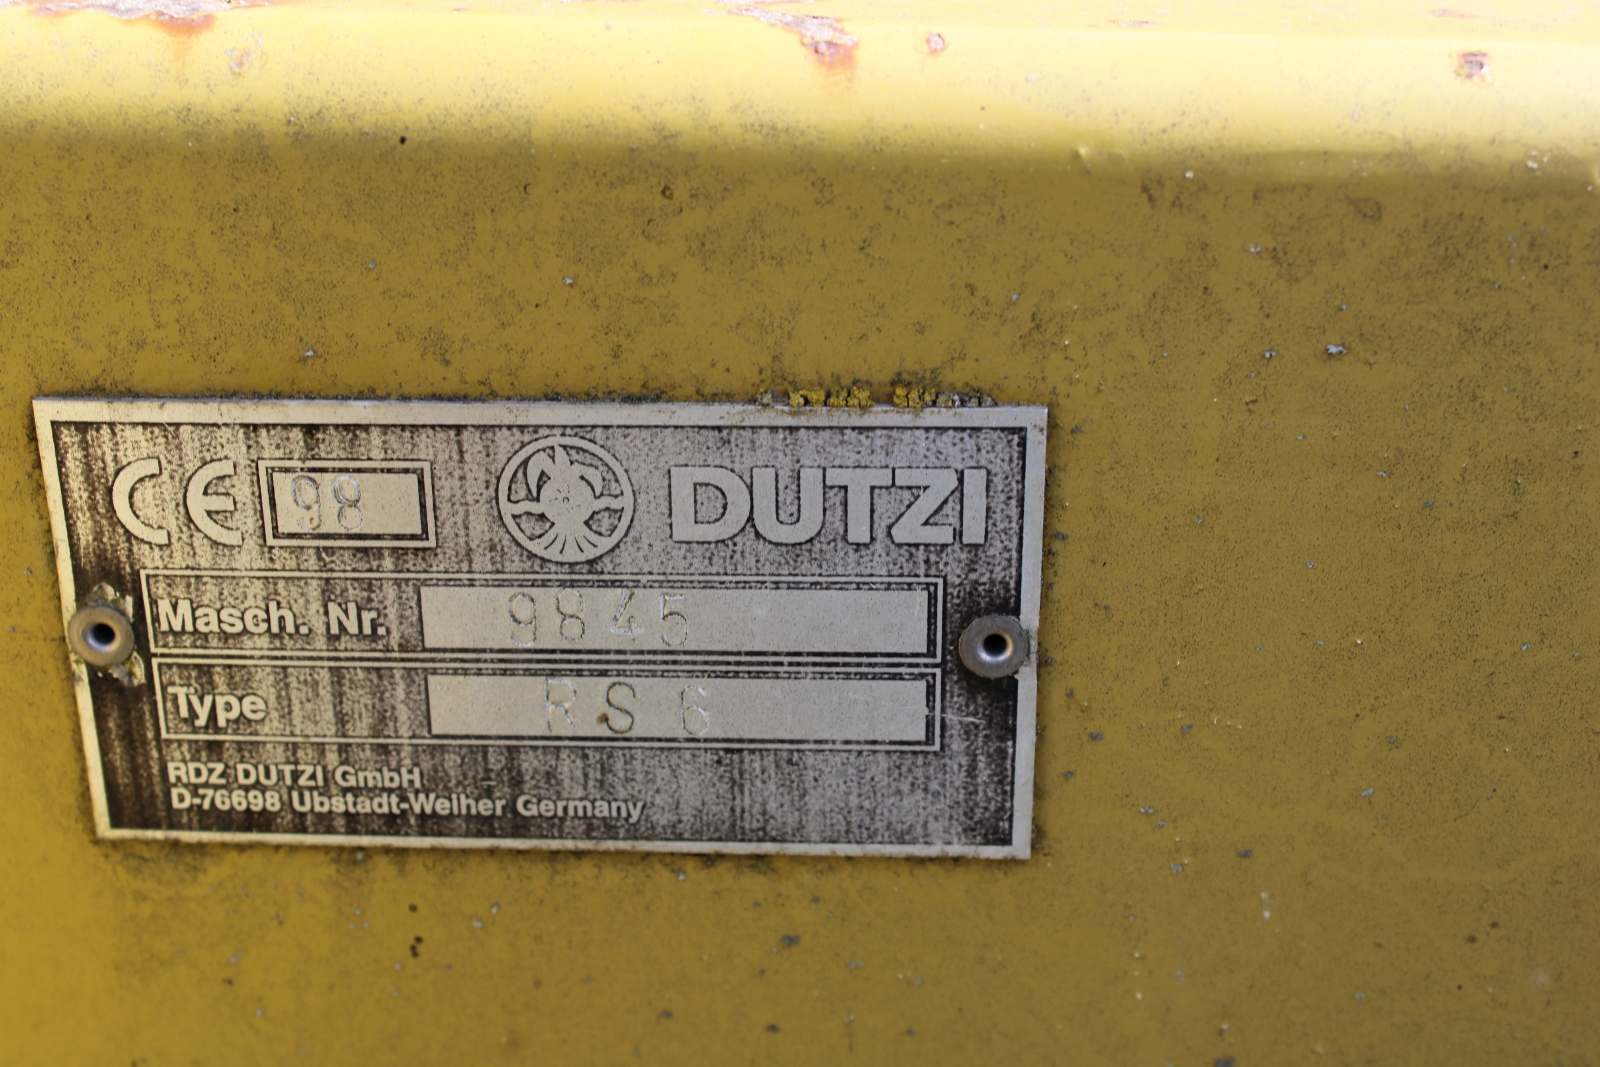 CE 98 DUTZI
Masch. Nr. 9845
Type RS 6
RDZ DUTZI GmbH
D-76698 Ubstadt-Weiher Germany